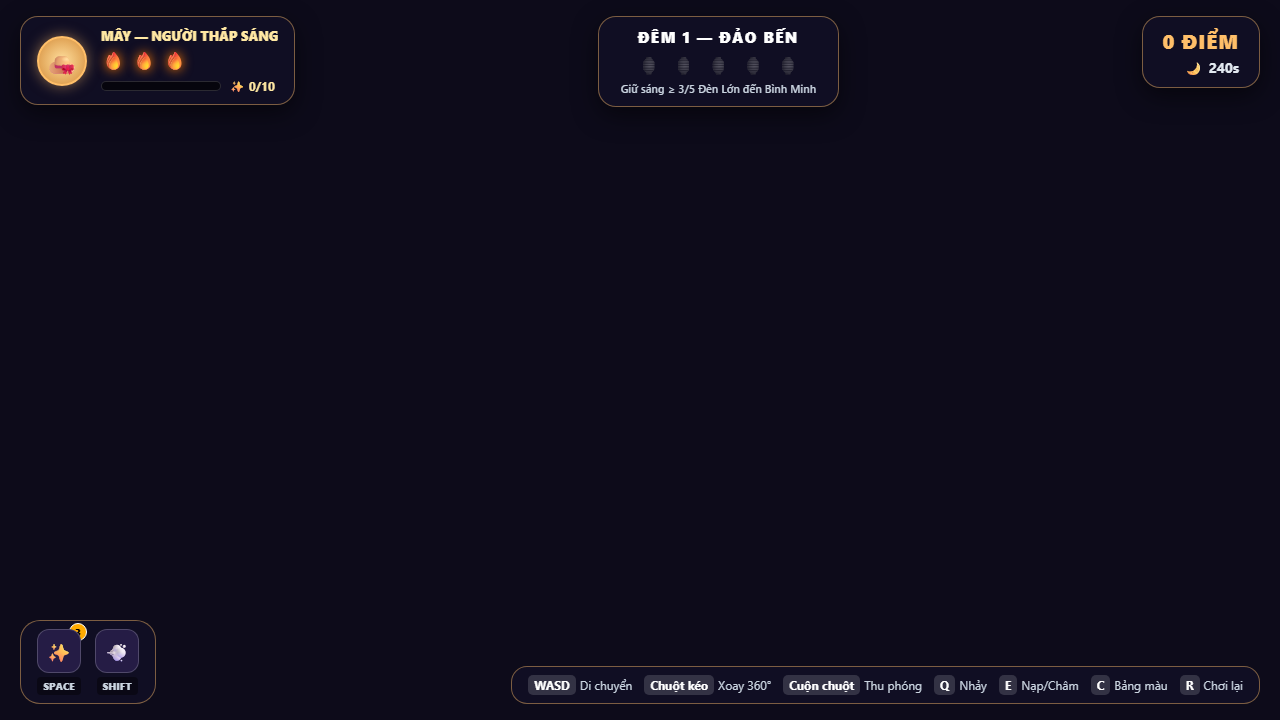 MÂY — NGƯỜI THẮP SÁNG
0/10
ĐÊM 1 — ĐẢO BẾN
Giữ sáng ≥ 3/5 Đèn Lớn đến Bình Minh
0 ĐIỂM
240s
SPACE SHIFT
WASD Di chuyển Chuột kéo Xoay 360° Cuộn chuột Thu phóng Q Nhảy E Nạp/Châm C Bảng màu R Chơi lại